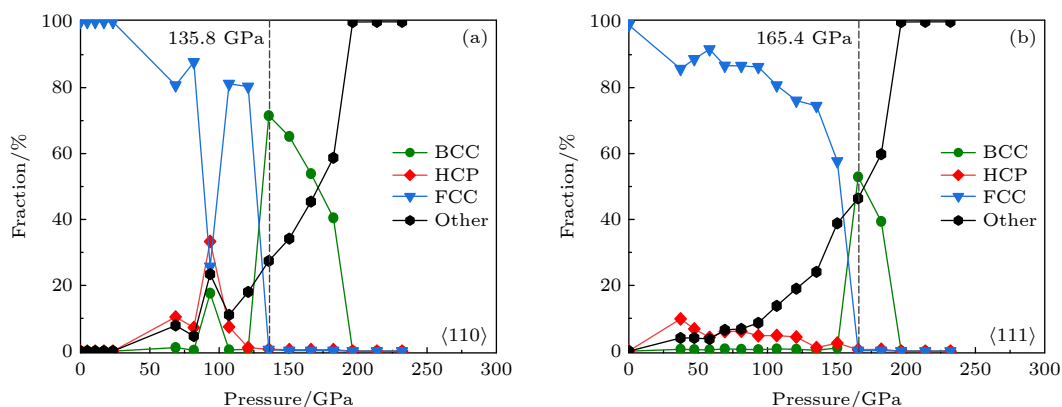 (a)
135.8 GPa
100
80
60
40
20
0
Fraction/%
BCC
HCP
FCC
Other
⟨110⟩
0
50
100
150
200
250
300
Pressure/GPa
(b)
165.4 GPa
100
80
60
40
20
0
Fraction/%
BCC
HCP
FCC
Other
⟨111⟩
0
50
100
150
200
250
300
Pressure/GPa